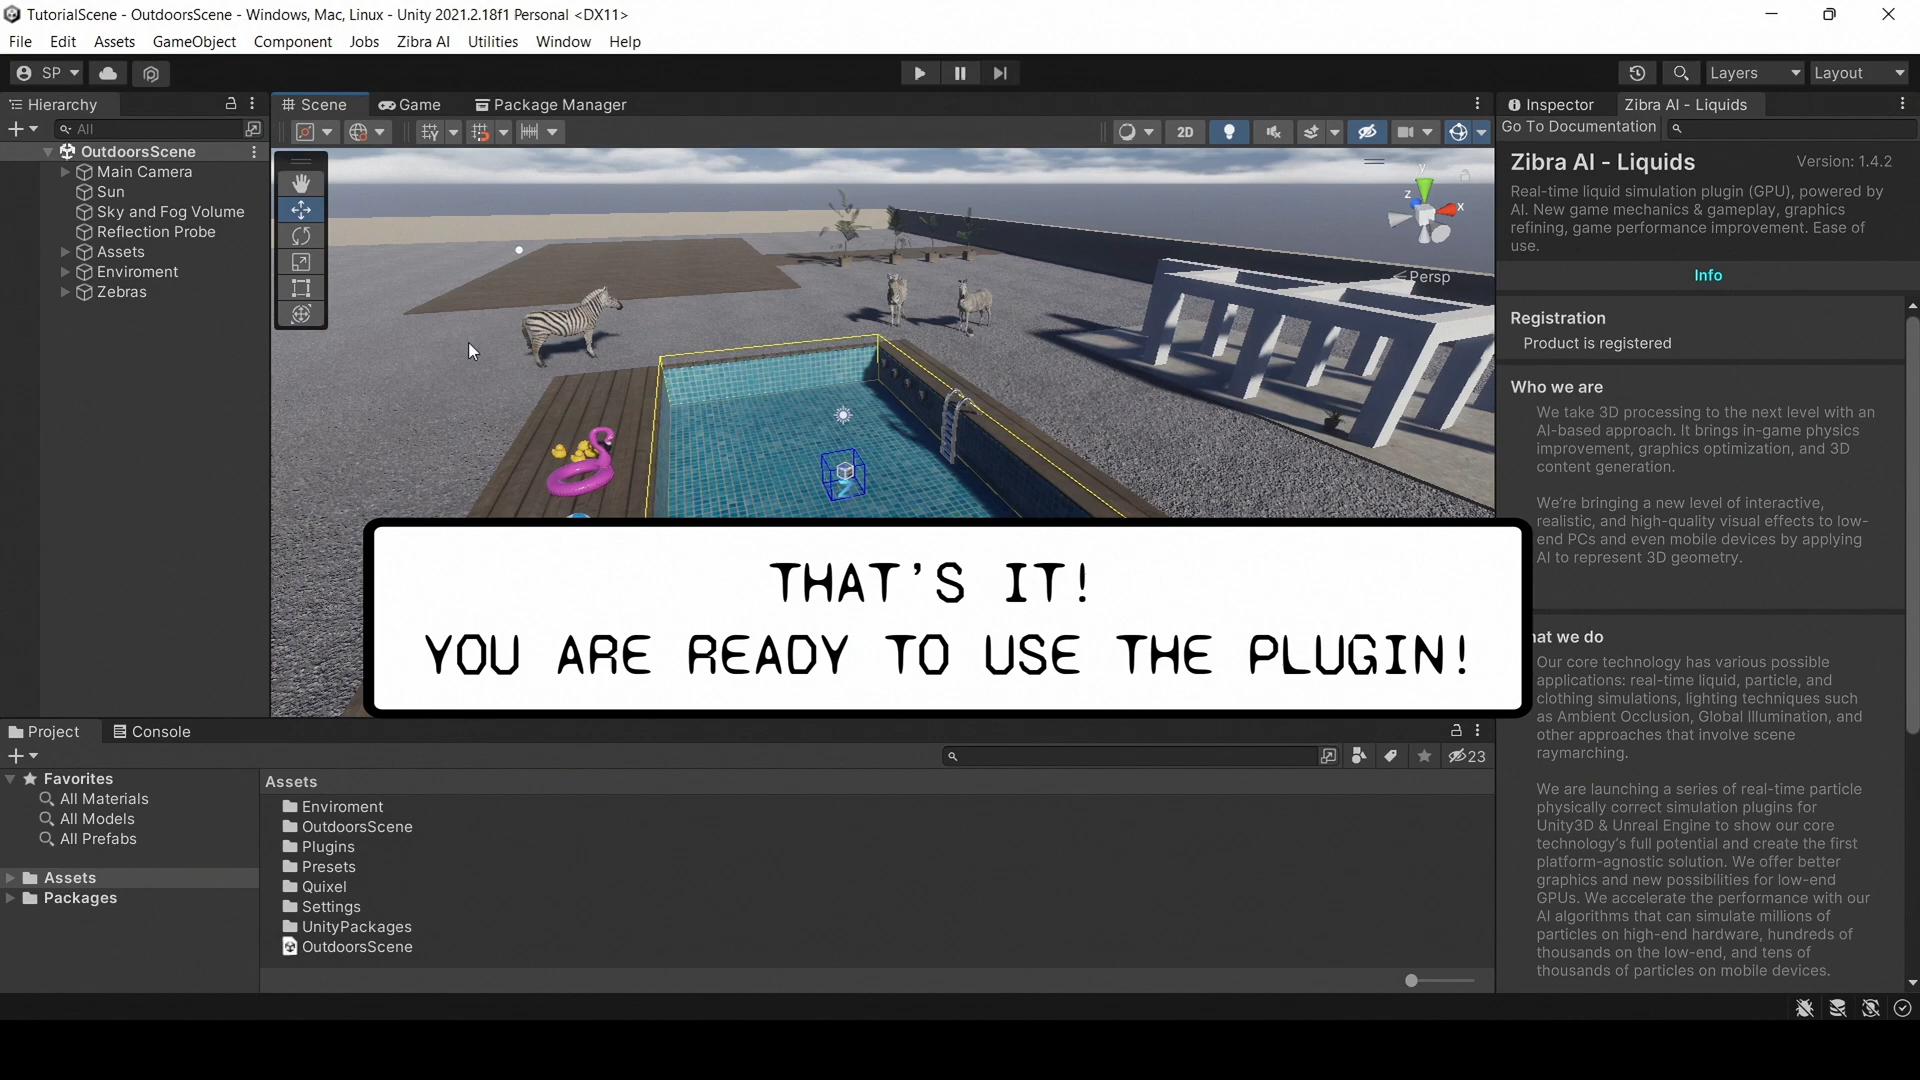 TutorialScene - OutdoorsScene - Windows, Mac, Linux - Unity 2021.2.18f1 Personal <DX11>
File Edit Assets GameObject Component Jobs Zibra AI Utilities Window Help
SP
Layers
Layout
Hierarchy
All
OutdoorsScene
Main Camera
Sun
Sky and Fog Volume
Reflection Probe
Assets
Enviroment
Zebras
Scene Game Package Manager
2D
y
z
x
Persp
THAT'S IT!
YOU ARE READY TO USE THE PLUGIN!
Inspector Zibra AI - Liquids
Go To Documentation
Zibra AI - Liquids Version: 1.4.2
Real-time liquid simulation plugin (GPU), powered by
AI. New game mechanics & gameplay, graphics
refining, game performance improvement. Ease of
use.
Info
Registration
Product is registered
Who we are
We take 3D processing to the next level with an
AI-based approach. It brings in-game physics
improvement, graphics optimization, and 3D
content generation.
We're bringing a new level of interactive,
realistic, and high-quality visual effects to low-
end PCs and even mobile devices by applying
AI to represent 3D geometry.
hat we do
Our core technology has various possible
applications: real-time liquid, particle, and
clothing simulations, lighting techniques such
as Ambient Occlusion, Global Illumination, and
other approaches that involve scene
raymarching.
We are launching a series of real-time particle
physically correct simulation plugins for
Unity3D & Unreal Engine to show our core
technology's full potential and create the first
platform-agnostic solution. We offer better
graphics and new possibilities for low-end
GPUs. We accelerate the performance with our
AI algorithms that can simulate millions of
particles on high-end hardware, hundreds of
thousands on the low-end, and tens of
thousands of particles on mobile devices.
Project Console
23
Favorites
All Materials
All Models
All Prefabs
Assets
Packages
Assets
Enviroment
OutdoorsScene
Plugins
Presets
Quixel
Settings
UnityPackages
OutdoorsScene